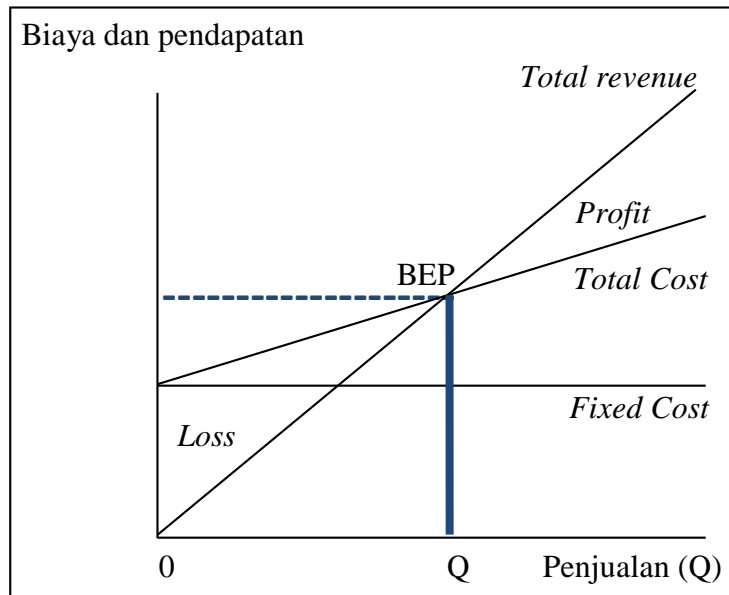 Biaya dan pendapatan
Total revenue
Profit
BEP
Total Cost
Fixed Cost
Loss
0 Q Penjualan (Q)